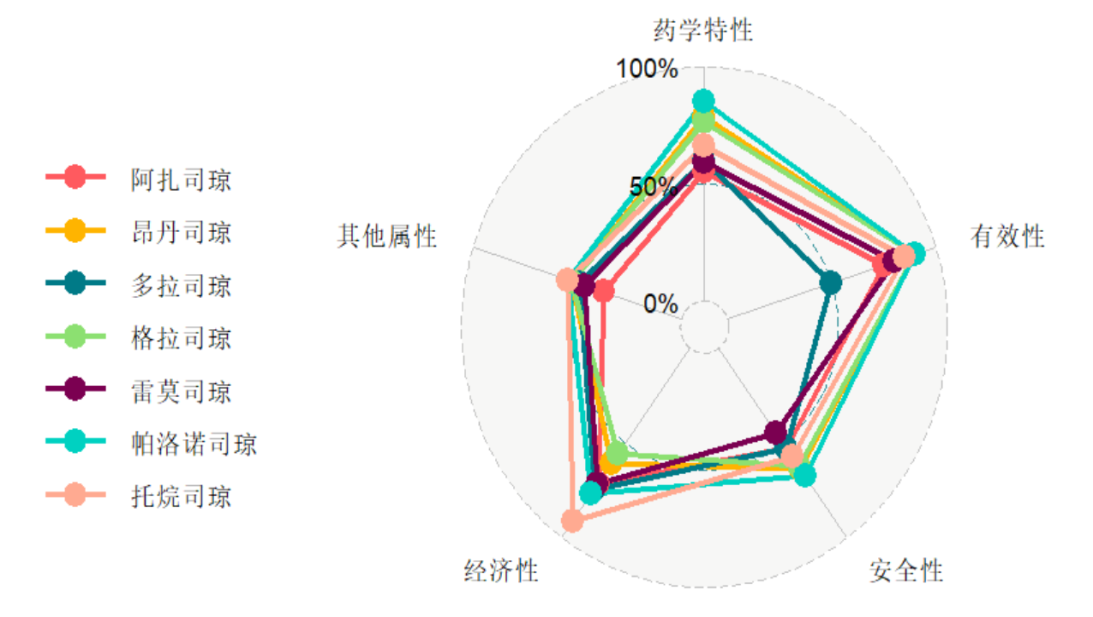 药学特性
100%
50%
0%
有效性
安全性
经济性
其他属性
阿扎司琼
昂丹司琼
多拉司琼
格拉司琼
雷莫司琼
帕洛诺司琼
托烷司琼